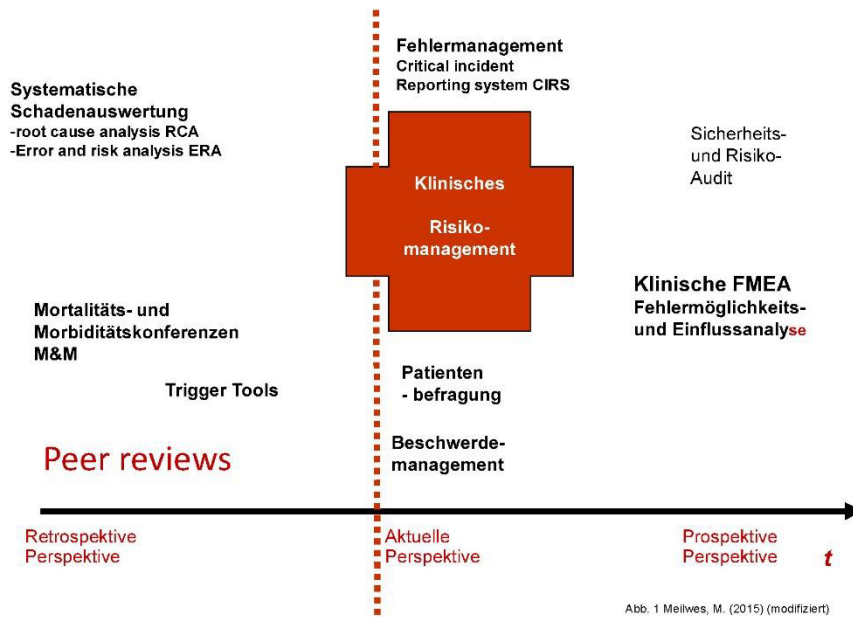 Systematische
Schadenauswertung
-root cause analysis RCA
-Error and risk analysis ERA
Mortalitäts- und
Morbiditätskonferenzen
M&M
Trigger Tools
Peer reviews
Fehlermanagement
Critical incident
Reporting system CIRS
Klinisches
Risiko-
management
Patienten
- befragung
Beschwerde-
management
Sicherheits-
und Risiko-
Audit
Klinische FMEA
Fehlermöglichkeits-
und Einflussanalyse
Retrospektive
Perspektive
Aktuelle
Perspektive
Prospektive
Perspektive
t
Abb. 1 Meilwes, M. (2015) (modifiziert)